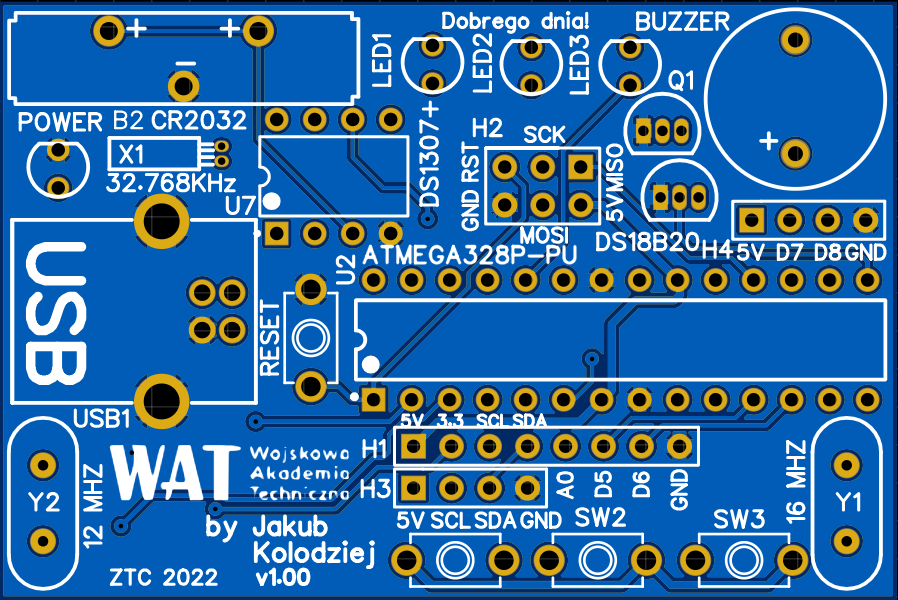 Dobrego dnia!
BUZZER
+ +
LED1
LED2
LED3
−
Q1
POWER
B2 CR2032
DS1307+
H2
SCK
+
X1
RST
MISO
32.768KHz
U7
GND
5V
MOSI
DS18B20
H4 5V D7 D8 GND
ATMEGA328P-PU
U2
USB
RESET
USB1
5V 3.3 SCL SDA
WAT
Wojskowa
Akademia
Techniczna
H1
H3
A0
D5
D6
GND
Y2
12 MHZ
16 MHZ
Y1
by Jakub
Kolodziej
v1.00
5V SCL SDA GND
SW2
SW3
ZTC 2022